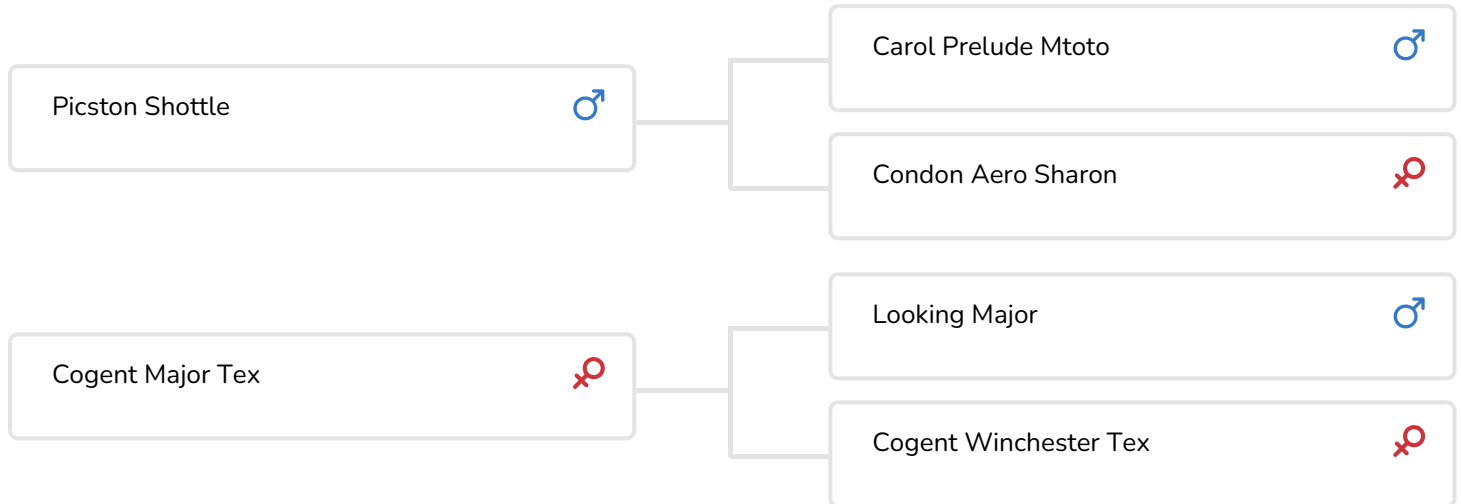 Carol Prelude Mtoto
Picston Shottle
Condon Aero Sharon
Looking Major
Cogent Major Tex
Cogent Winchester Tex